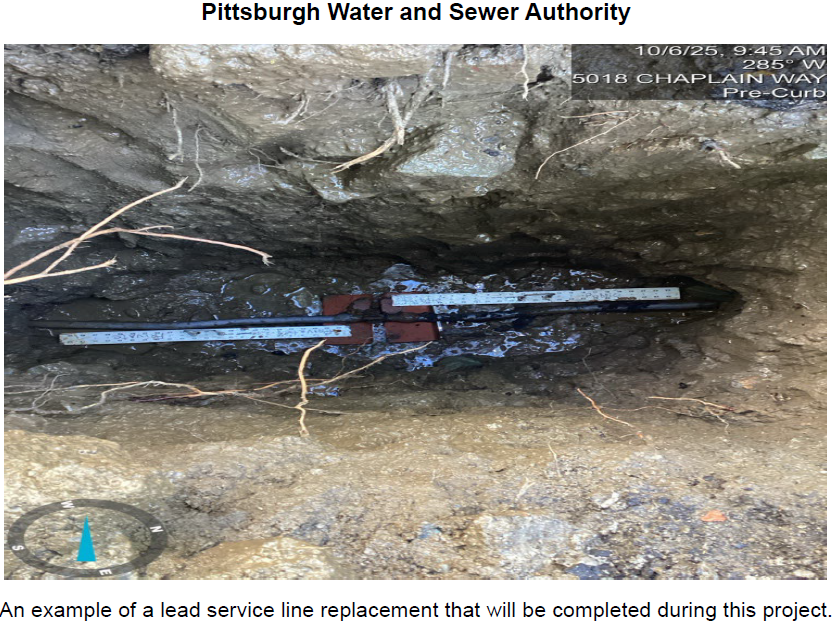 Pittsburgh Water and Sewer Authority
10/6/25, 9:45 AM
285° W
5018 CHAPLAIN WAY
Pre-Curb
W
N
S
E
An example of a lead service line replacement that will be completed during this project.